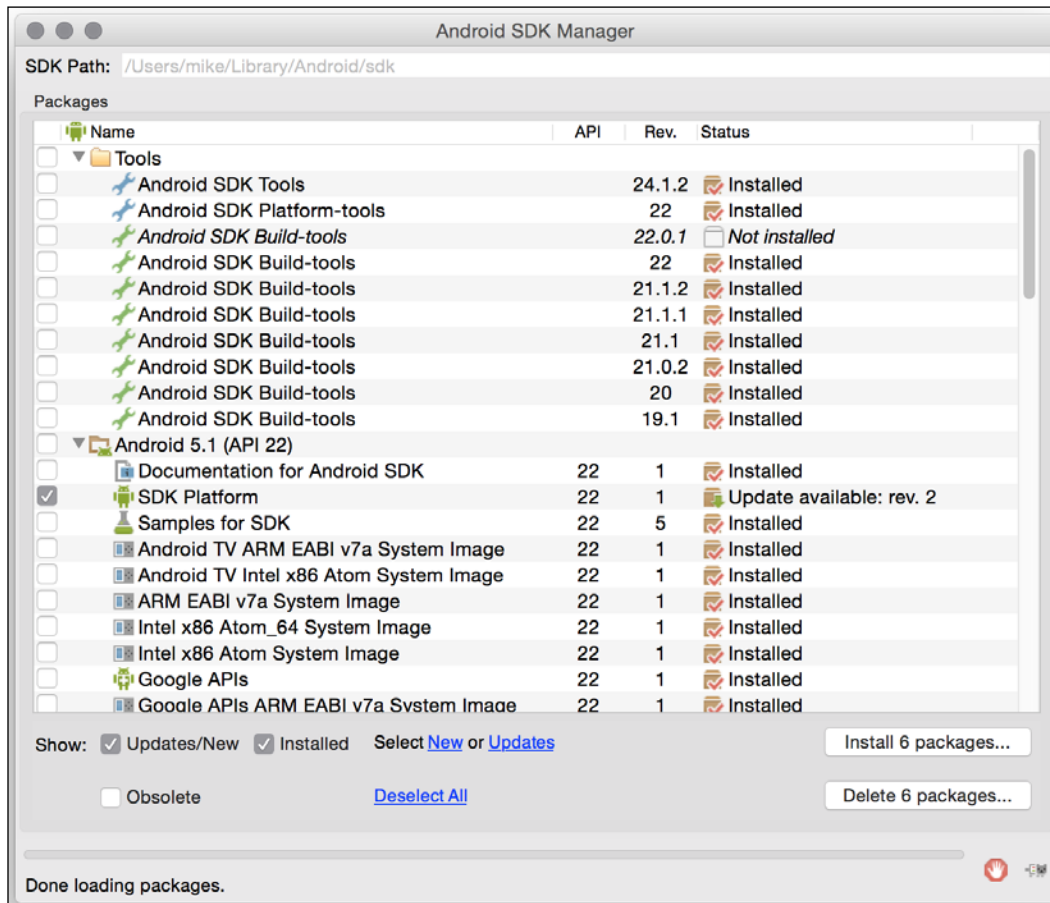 Android SDK Manager
SDK Path: /Users/mike/Library/Android/sdk
Packages
Name API Rev. Status
Tools
Android SDK Tools 24.1.2 Installed
Android SDK Platform-tools 22 Installed
Android SDK Build-tools 22.0.1 Not installed
Android SDK Build-tools 22 Installed
Android SDK Build-tools 21.1.2 Installed
Android SDK Build-tools 21.1.1 Installed
Android SDK Build-tools 21.1 Installed
Android SDK Build-tools 21.0.2 Installed
Android SDK Build-tools 20 Installed
Android SDK Build-tools 19.1 Installed
Android 5.1 (API 22)
Documentation for Android SDK 22 1 Installed
SDK Platform 22 1 Update available: rev. 2
Samples for SDK 22 5 Installed
Android TV ARM EABI v7a System Image 22 1 Installed
Android TV Intel x86 Atom System Image 22 1 Installed
ARM EABI v7a System Image 22 1 Installed
Intel x86 Atom_64 System Image 22 1 Installed
Intel x86 Atom System Image 22 1 Installed
Google APIs 22 1 Installed
Google APIs ARM EABI v7a System Image 22 1 Installed
Show: Updates/New Installed Select New or Updates Install 6 packages...
Obsolete Deselect All Delete 6 packages...
Done loading packages.